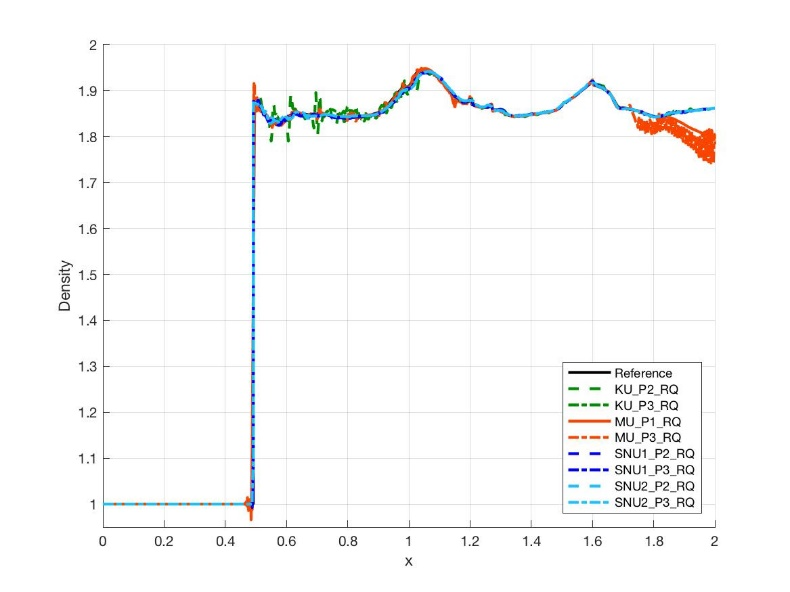 2
1.9
1.8
1.7
1.6
1.5
1.4
1.3
1.2
1.1
1
Density
0 0.2 0.4 0.6 0.8 1 1.2 1.4 1.6 1.8 2
x
Reference
KU_P2_RQ
KU_P3_RQ
MU_P1_RQ
MU_P3_RQ
SNU1_P2_RQ
SNU1_P3_RQ
SNU2_P2_RQ
SNU2_P3_RQ